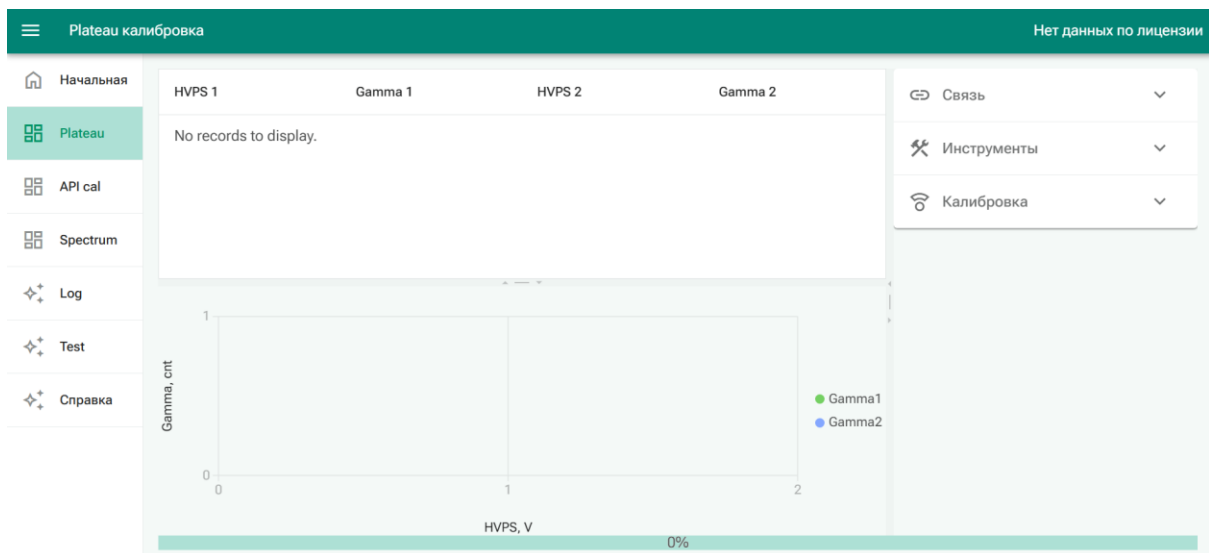 Plateau калибровка
Нет данных по лицензии
Начальная
Plateau
API cal
Spectrum
Log
Test
Справка
HVPS 1 Gamma 1 HVPS 2 Gamma 2
No records to display.
Связь
Инструменты
Калибровка
1
Gamma, cnt
0
0 1 2
HVPS, V
Gamma1
Gamma2
0%